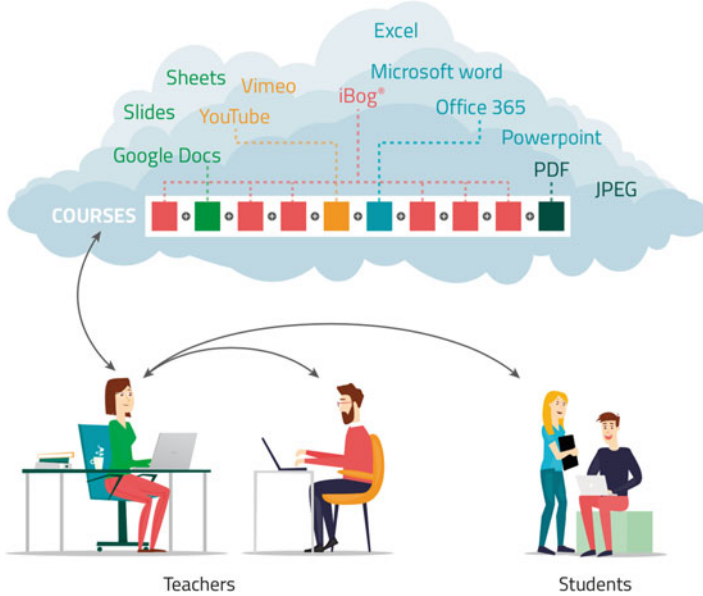 Excel
Sheets
Vimeo
Microsoft word
iBog®
Slides
YouTube
Office 365
Google Docs
Powerpoint
PDF
JPEG
COURSES
Teachers
Students